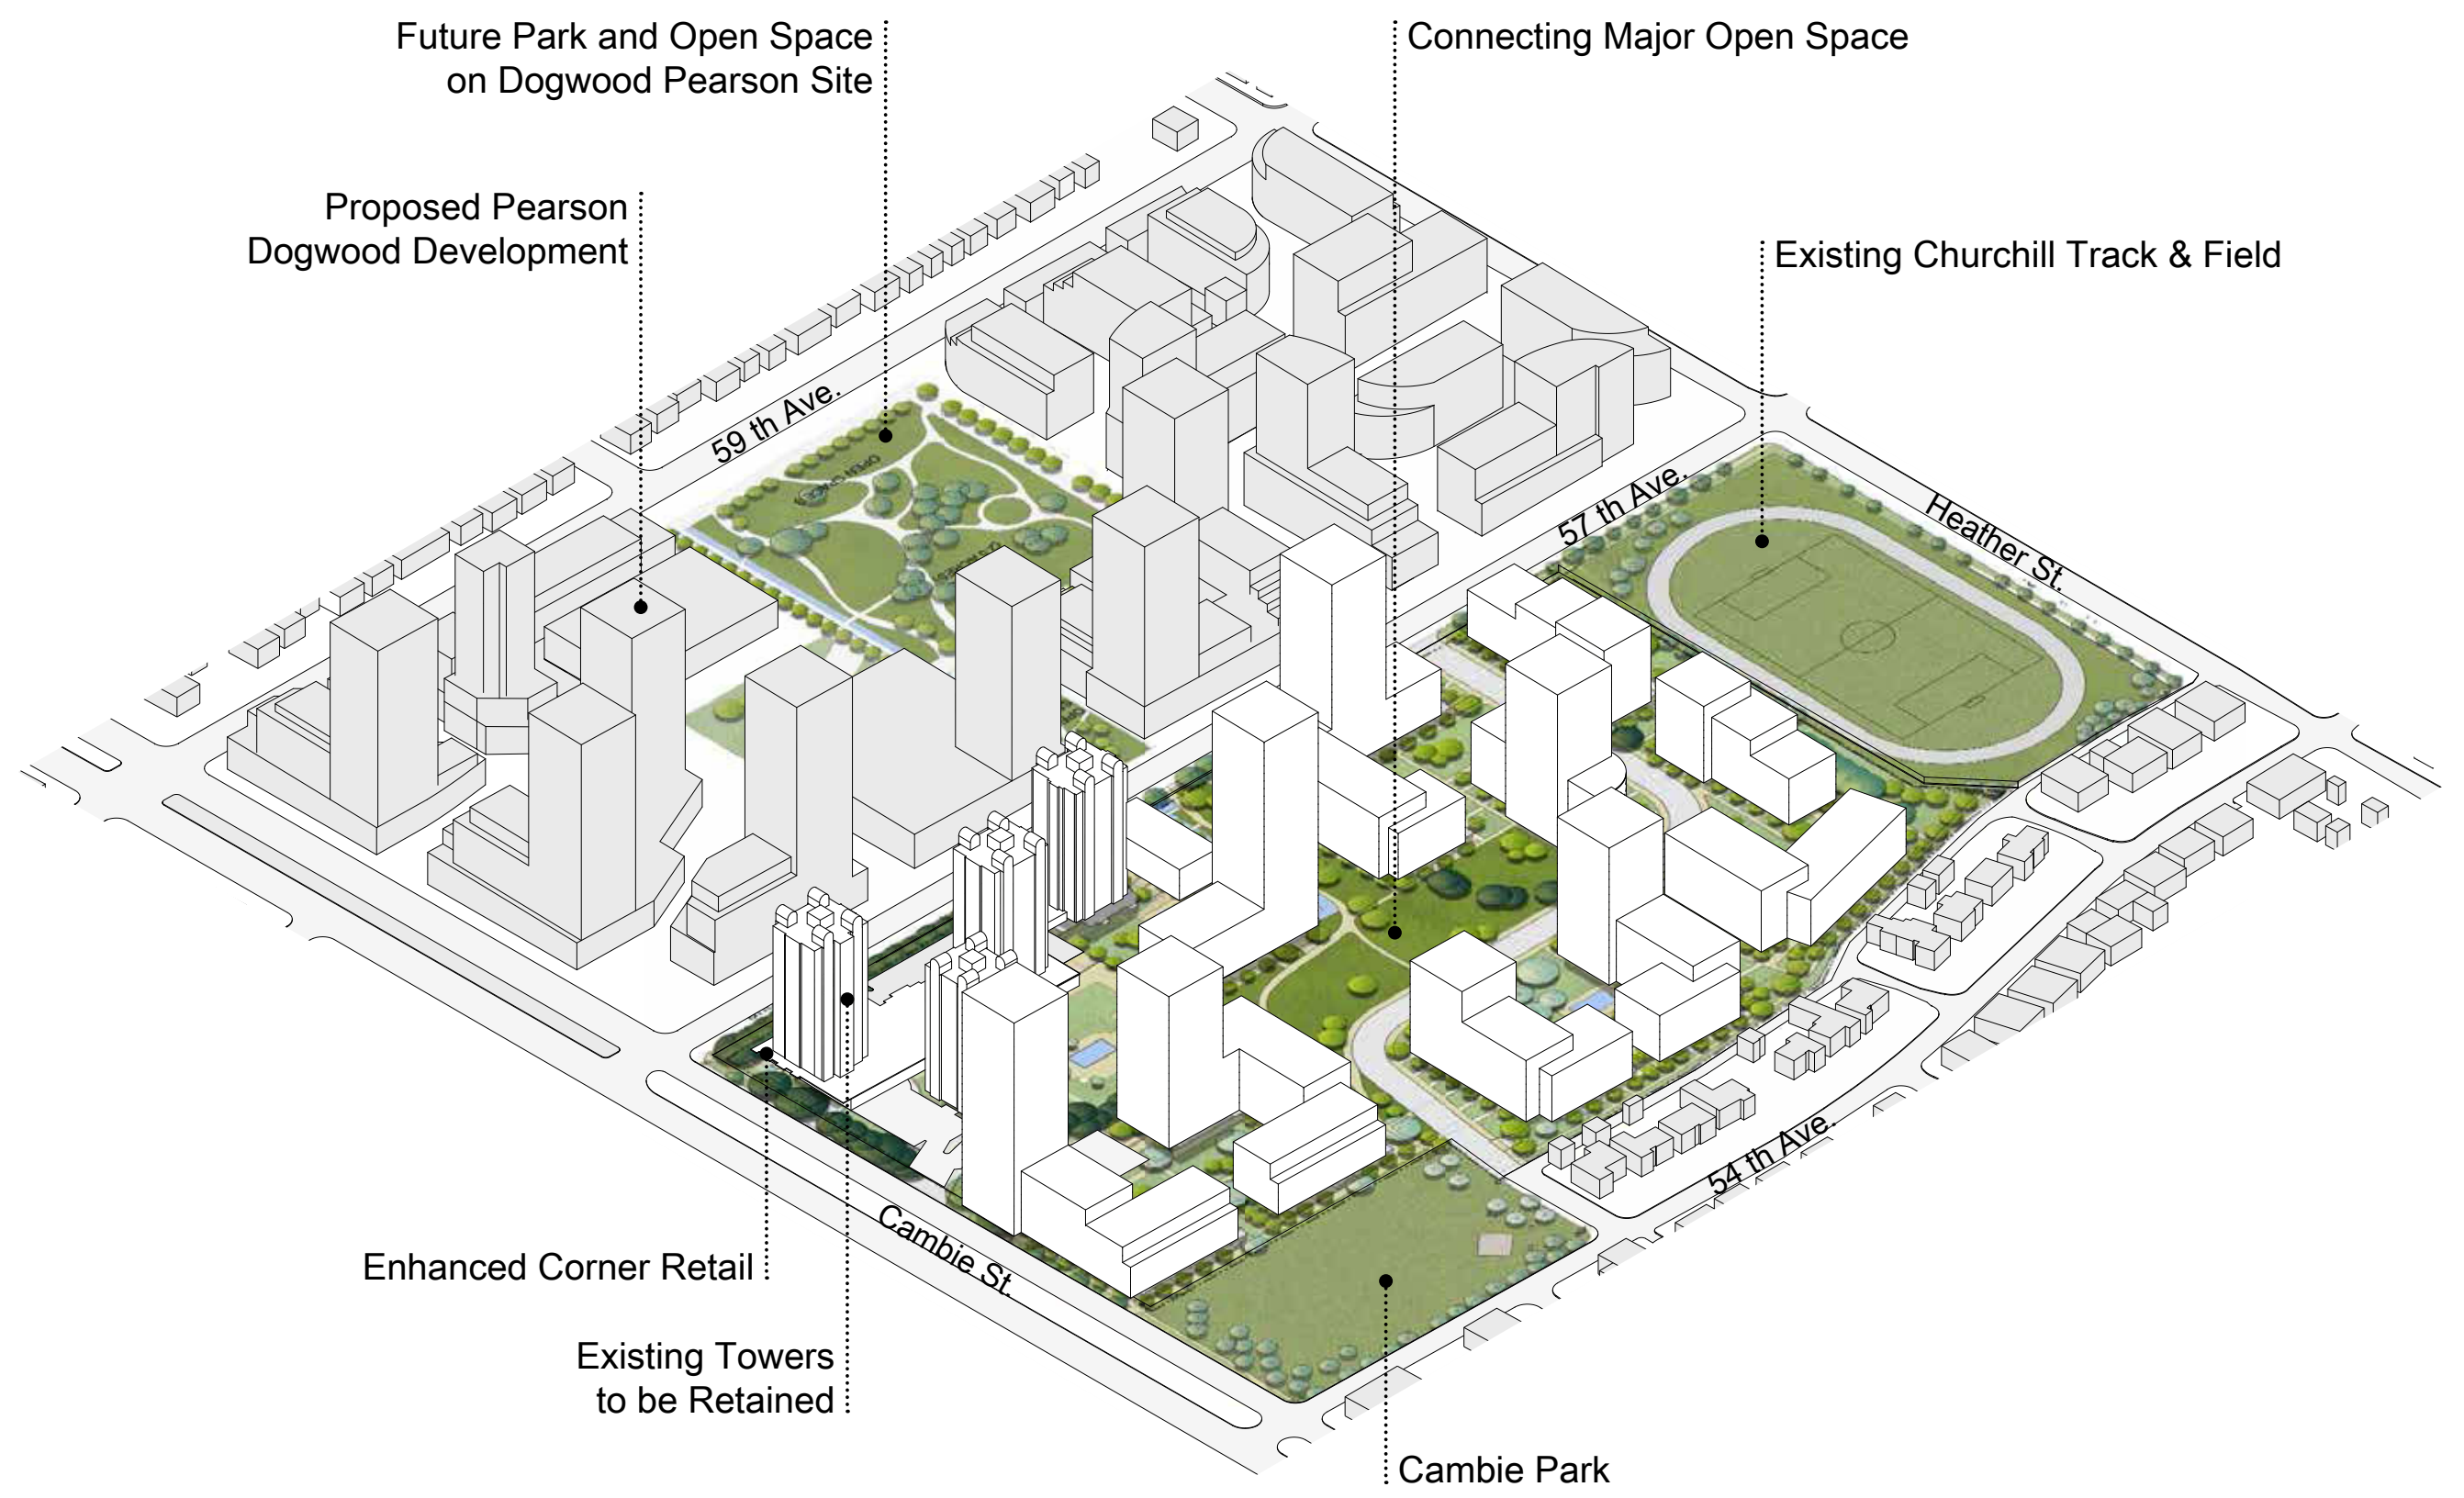 Future Park and Open Space
on Dogwood Pearson Site
Connecting Major Open Space
Proposed Pearson
Dogwood Development
Existing Churchill Track & Field
59 th Ave.
OPEN SPACE
57 th Ave.
Heather St.
54 th Ave.
Cambie St.
Enhanced Corner Retail
Existing Towers
to be Retained
Cambie Park